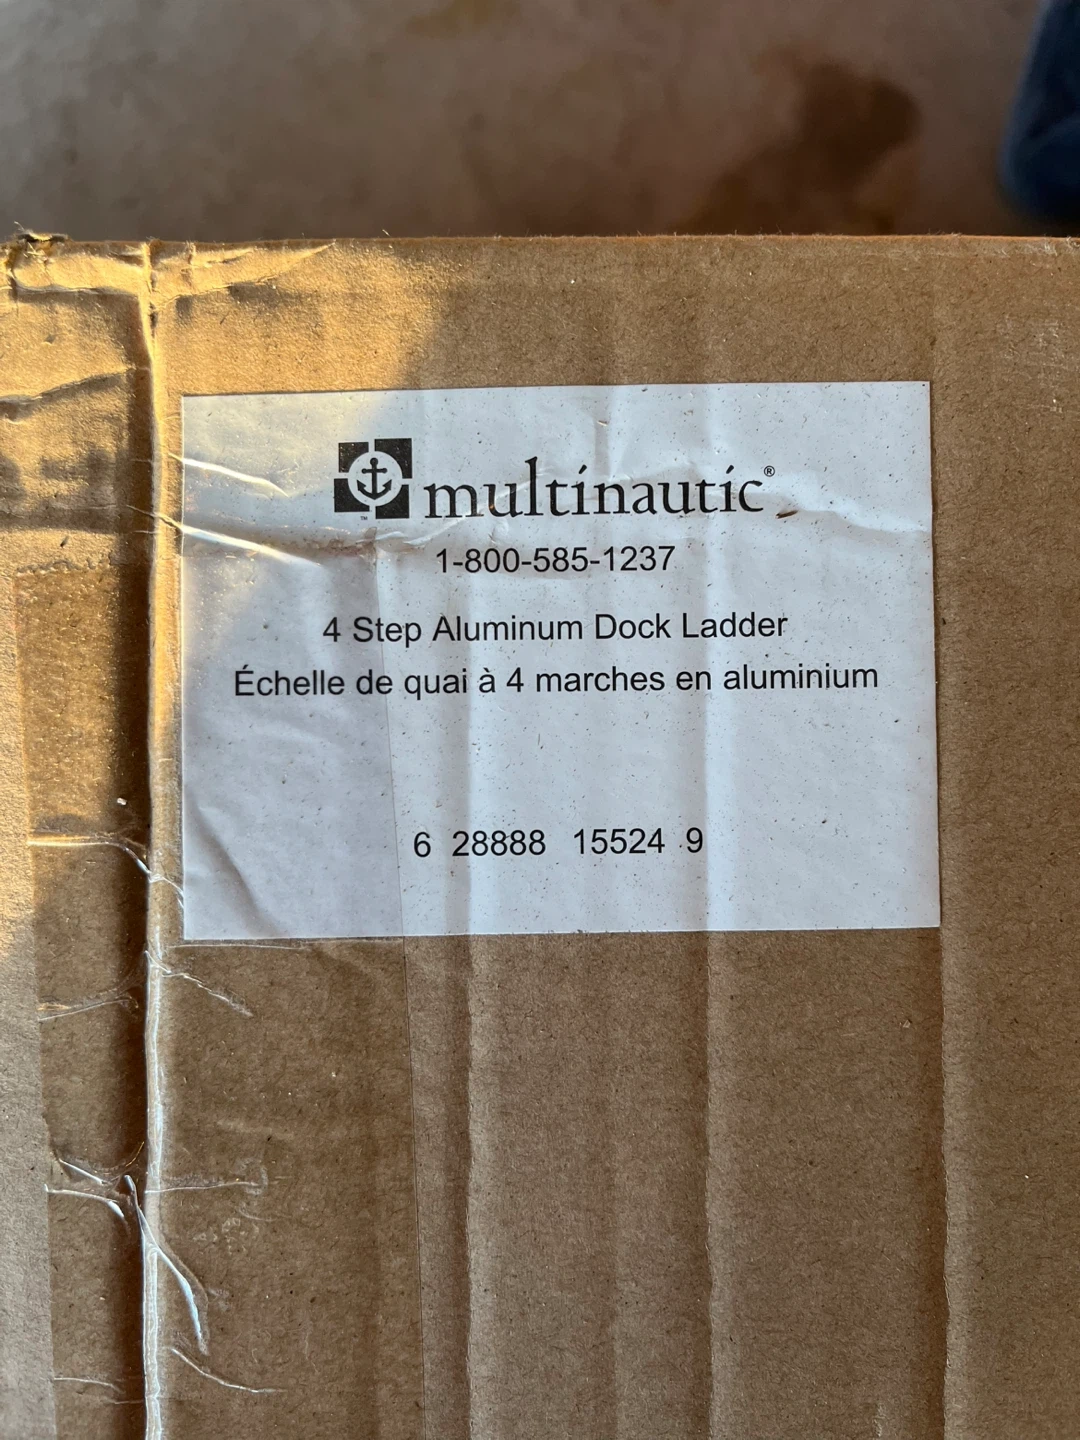 multinautic®
™
1-800-585-1237
4 Step Aluminum Dock Ladder
Échelle de quai à 4 marches en aluminium
6 28888 15524 9